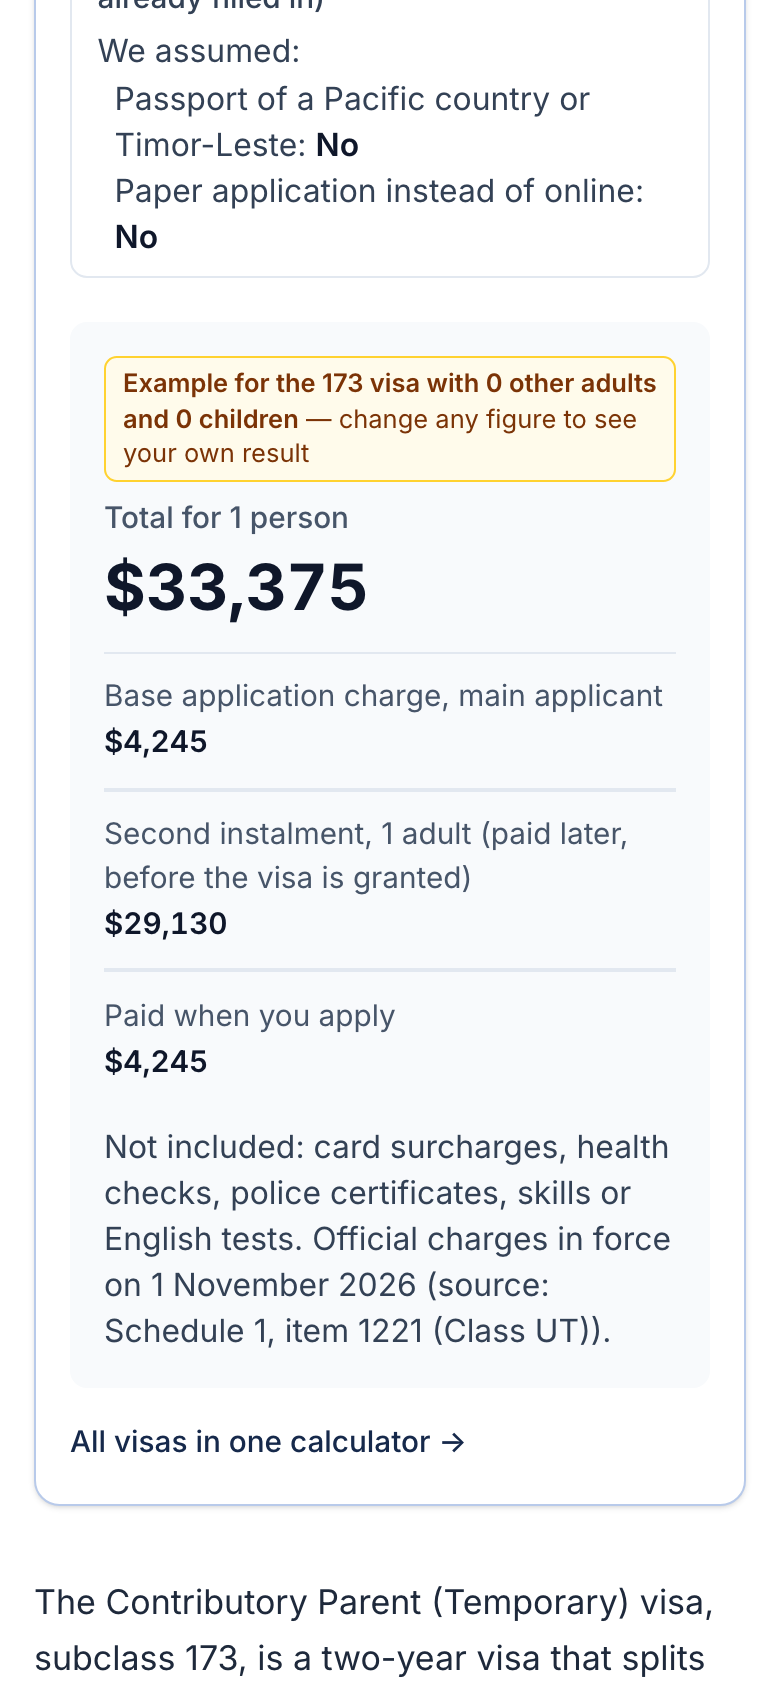 already filled in)
We assumed:
Passport of a Pacific country or
Timor-Leste: No
Paper application instead of online:
No
Example for the 173 visa with 0 other adults
and 0 children — change any figure to see
your own result
Total for 1 person
$33,375
Base application charge, main applicant
$4,245
Second instalment, 1 adult (paid later,
before the visa is granted)
$29,130
Paid when you apply
$4,245
Not included: card surcharges, health
checks, police certificates, skills or
English tests. Official charges in force
on 1 November 2026 (source:
Schedule 1, item 1221 (Class UT)).
All visas in one calculator →
The Contributory Parent (Temporary) visa,
subclass 173, is a two-year visa that splits